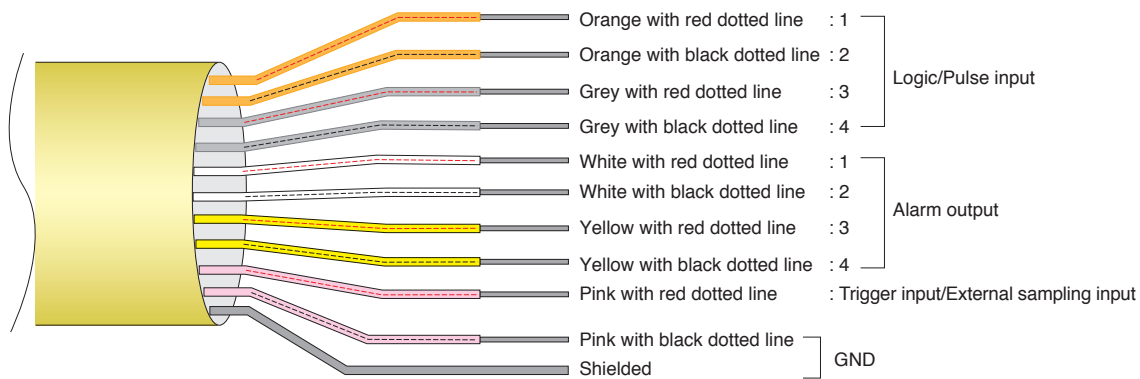 Orange with red dotted line : 1
Orange with black dotted line : 2
Logic/Pulse input
Grey with red dotted line : 3
Grey with black dotted line : 4
White with red dotted line : 1
White with black dotted line : 2
Alarm output
Yellow with red dotted line : 3
Yellow with black dotted line : 4
Pink with red dotted line : Trigger input/External sampling input
Pink with black dotted line
GND
Shielded